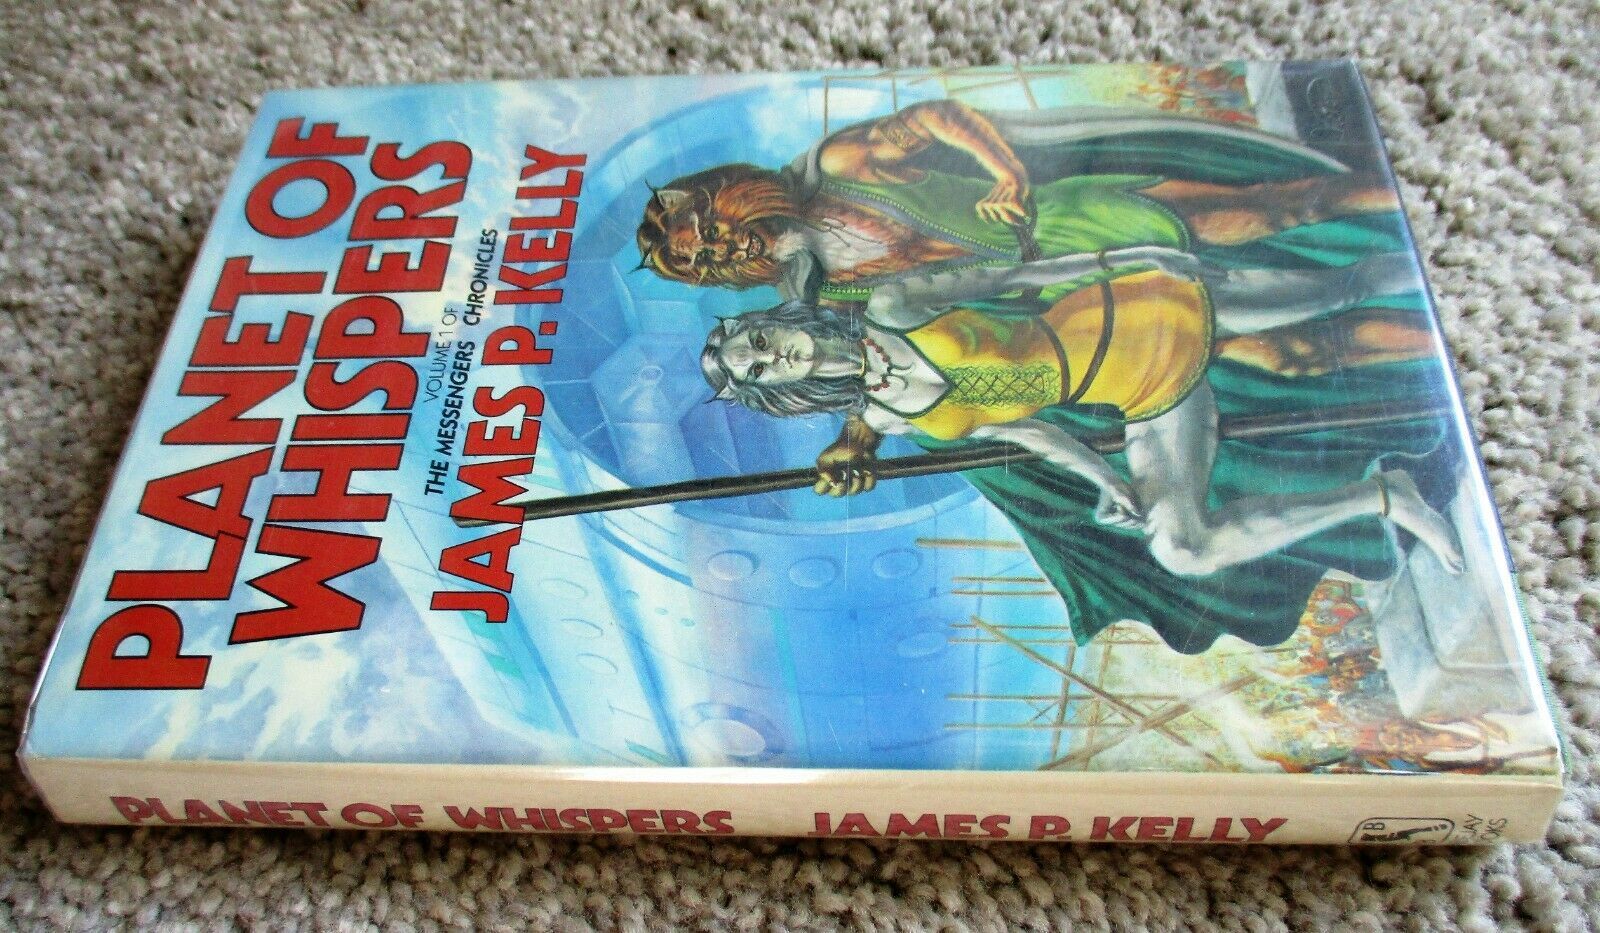 PLANET OF
WHISPERS
VOLUME 1 OF
THE MESSENGERS CHRONICLES
JAMES P. KELLY
PLANET OF WHISPERS JAMES P. KELLY